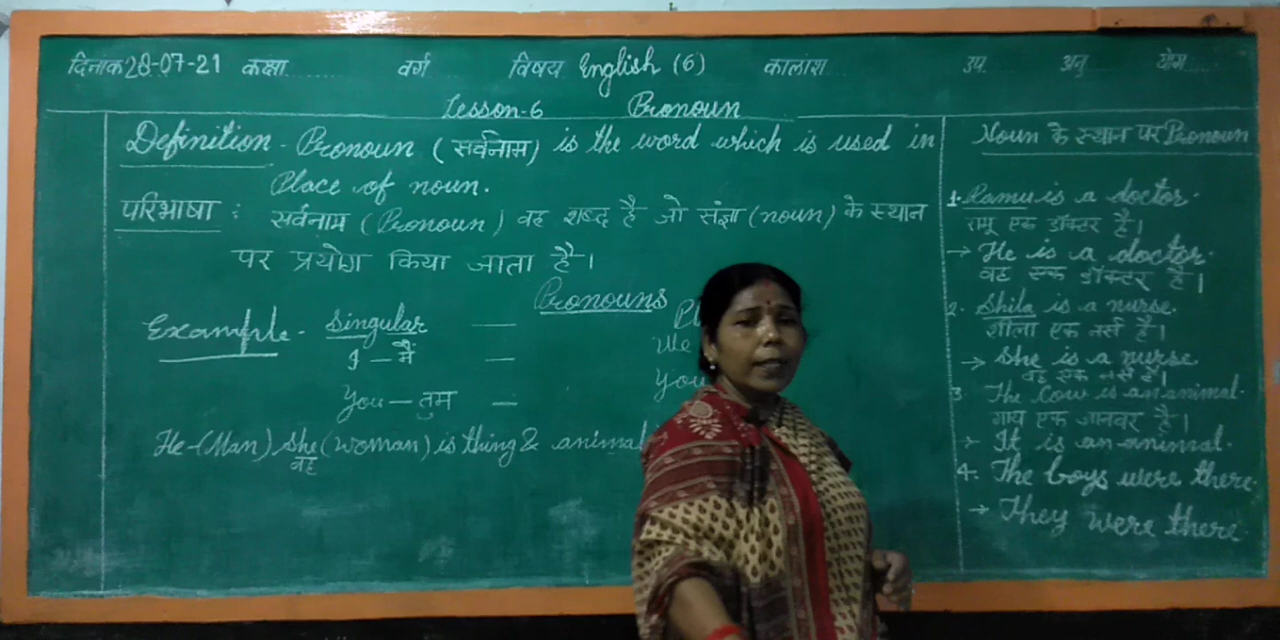 दिनाक 28-07-21 कक्षा वर्ग विषय English (6) कालाश उप अनु योग
Lesson-6 Pronoun
Definition - Pronoun (सर्वनाम) is the word which is used in
Place of noun.
परिभाषा : सर्वनाम (Pronoun) वह शब्द है जो संज्ञा (noun) के स्थान
पर प्रयोग किया जाता है।
Pronouns
Example - Singular — Pl
I - मैं — We
You - तुम — You
He-(Man) She (woman) is thing & animal
वह
Noun के स्थान पर Pronoun
1. Ramu is a doctor.
रामू एक डॉक्टर है।
→ He is a doctor.
वह एक डॉक्टर है।
2. Shila is a nurse.
शीला एक नर्स है।
→ She is a nurse
वह एक नर्स है।
3. The Cow is an animal.
गाय एक जानवर है।
→ It is an animal.
4. The boys were there.
→ They were there.